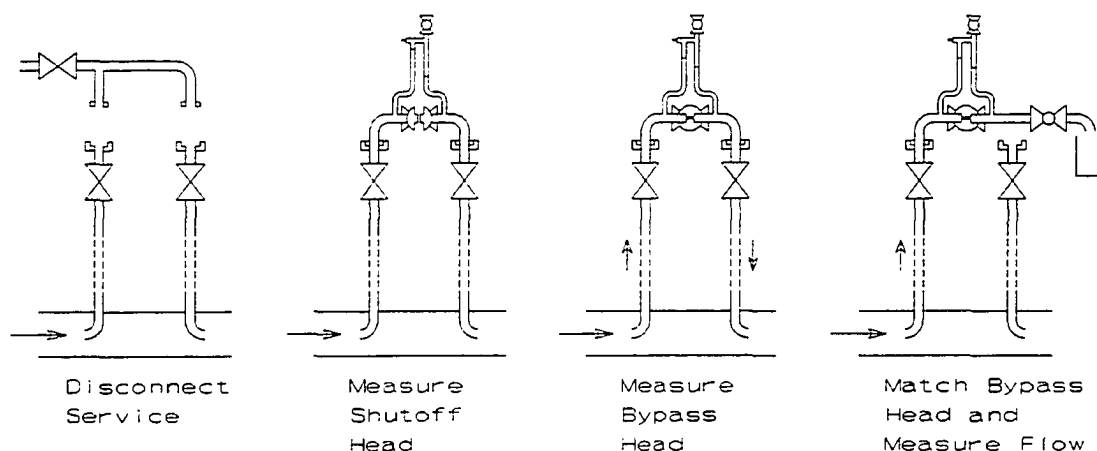 Disconnect
Service
Measure
Shutoff
Head
Measure
Bypass
Head
Match Bypass
Head and
Measure Flow